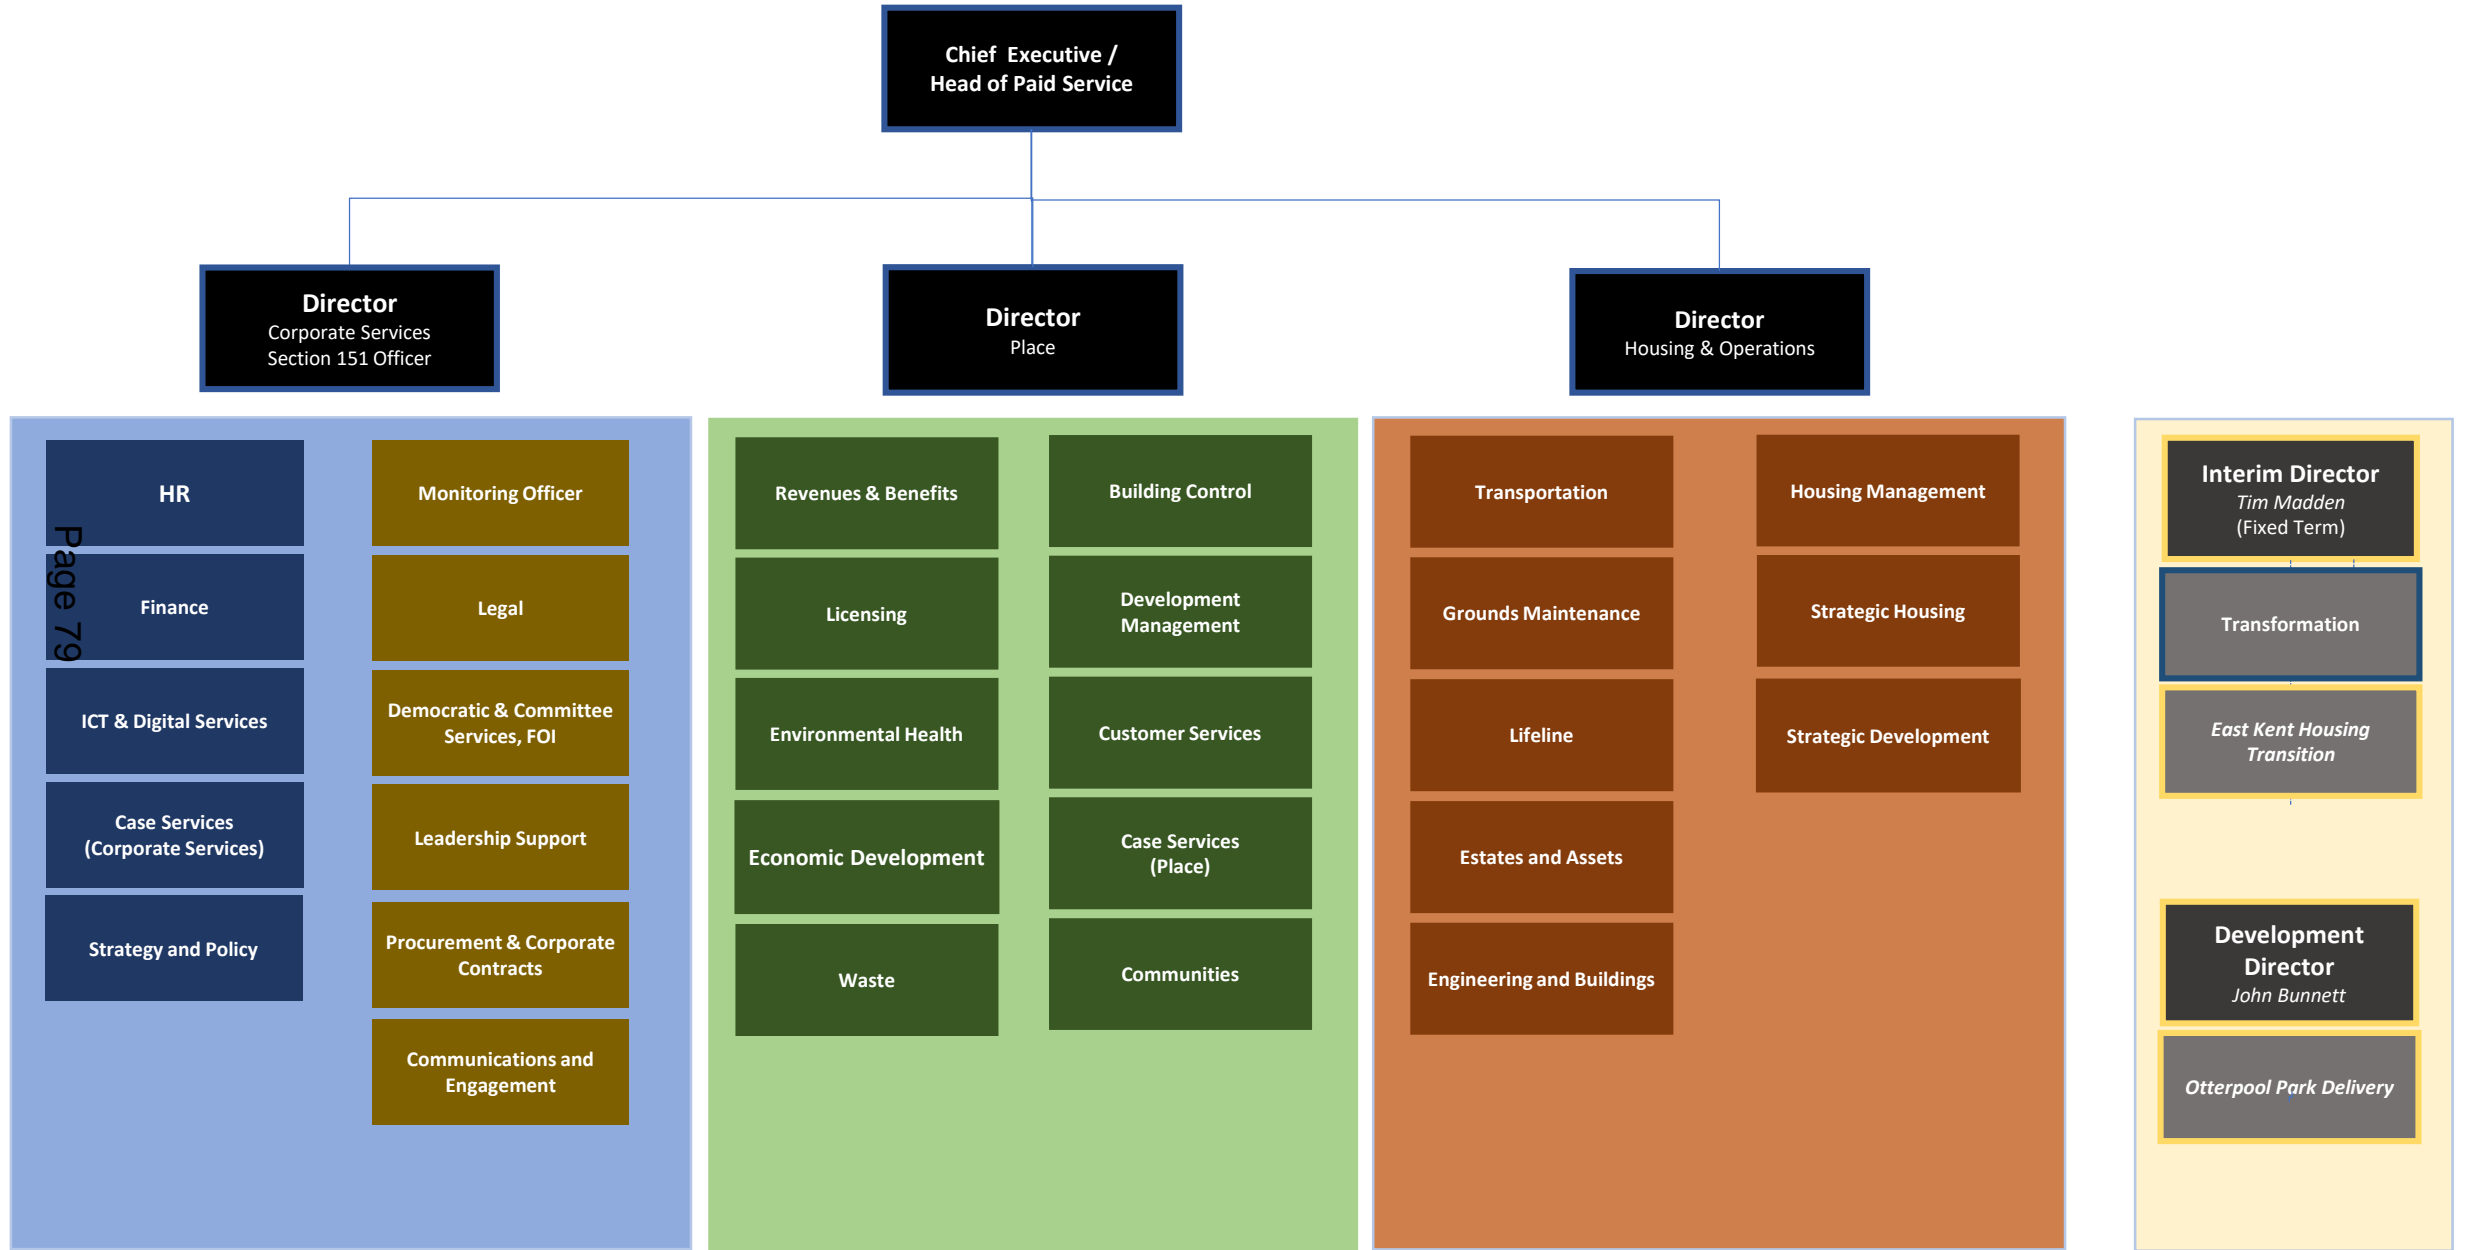 Chief Executive /
Head of Paid Service
Director
Corporate Services
Section 151 Officer
Director
Place
Director
Housing & Operations
HR
Finance
ICT & Digital Services
Case Services
(Corporate Services)
Strategy and Policy
Monitoring Officer
Legal
Democratic & Committee
Services, FOI
Leadership Support
Procurement & Corporate
Contracts
Communications and
Engagement
Revenues & Benefits
Licensing
Environmental Health
Economic Development
Waste
Building Control
Development
Management
Customer Services
Case Services
(Place)
Communities
Transportation
Grounds Maintenance
Lifeline
Estates and Assets
Engineering and Buildings
Housing Management
Strategic Housing
Strategic Development
Interim Director
Tim Madden
(Fixed Term)
Transformation
East Kent Housing
Transition
Development
Director
John Bunnett
Otterpool Park Delivery
Page 79